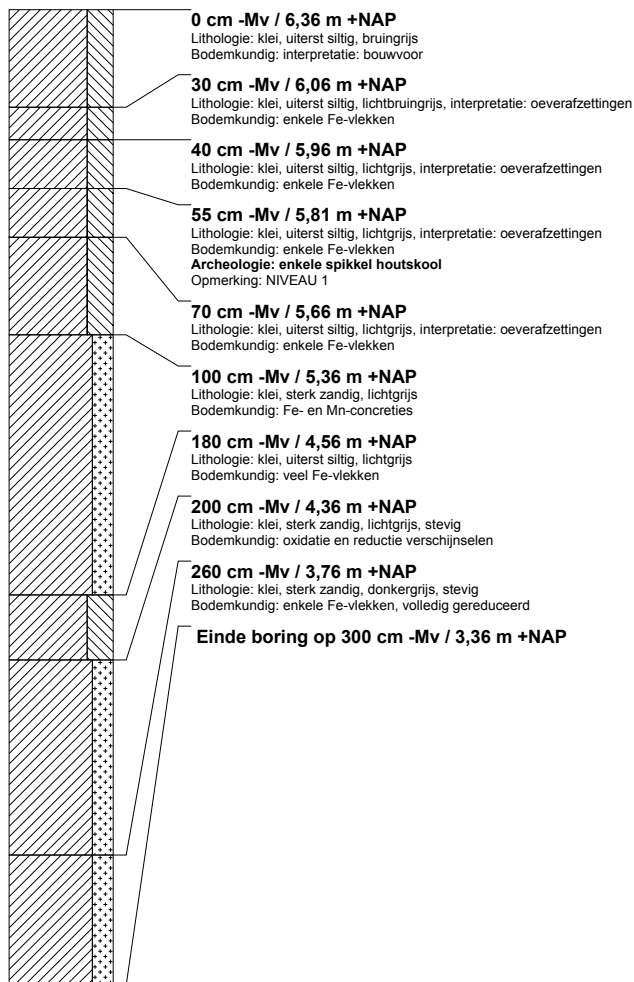 0 cm -Mv / 6,36 m +NAP
Lithologie: klei, uiterst siltig, bruingrijs
Bodemkundig: interpretatie: bouwvoor
30 cm -Mv / 6,06 m +NAP
Lithologie: klei, uiterst siltig, lichtbruingrijs, interpretatie: oeverafzettingen
Bodemkundig: enkele Fe-vlekken
40 cm -Mv / 5,96 m +NAP
Lithologie: klei, uiterst siltig, lichtgrijs, interpretatie: oeverafzettingen
Bodemkundig: enkele Fe-vlekken
55 cm -Mv / 5,81 m +NAP
Lithologie: klei, uiterst siltig, lichtgrijs, interpretatie: oeverafzettingen
Bodemkundig: enkele Fe-vlekken
Archeologie: enkele spikkel houtskool
Opmerking: NIVEAU 1
70 cm -Mv / 5,66 m +NAP
Lithologie: klei, uiterst siltig, lichtgrijs, interpretatie: oeverafzettingen
Bodemkundig: enkele Fe-vlekken
100 cm -Mv / 5,36 m +NAP
Lithologie: klei, sterk zandig, lichtgrijs
Bodemkundig: Fe- en Mn-concreties
180 cm -Mv / 4,56 m +NAP
Lithologie: klei, uiterst siltig, lichtgrijs
Bodemkundig: veel Fe-vlekken
200 cm -Mv / 4,36 m +NAP
Lithologie: klei, sterk zandig, lichtgrijs, stevig
Bodemkundig: oxidatie en reductie verschijnselen
260 cm -Mv / 3,76 m +NAP
Lithologie: klei, sterk zandig, donkergrijs, stevig
Bodemkundig: enkele Fe-vlekken, volledig gereduceerd
Einde boring op 300 cm -Mv / 3,36 m +NAP